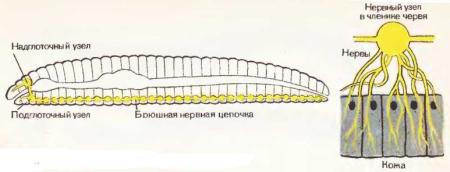 Надглоточный узел
Подглоточный узел
Брюшная нервная цепочка
Нервный узел
в членике червя
Нервы
Кожа